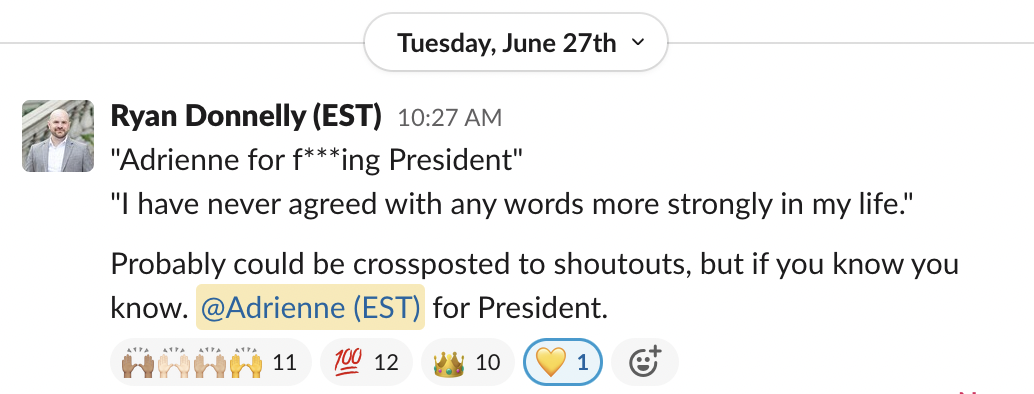 Tuesday, June 27th
Ryan Donnelly (EST) 10:27 AM
"Adrienne for f***ing President"
"I have never agreed with any words more strongly in my life."
Probably could be crossposted to shoutouts, but if you know you
know. @Adrienne (EST) for President.
11 💯 12 10 1